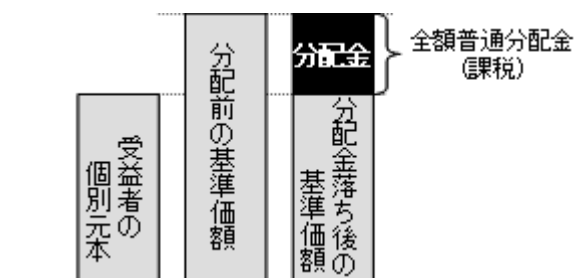 受益者の
個別元本
分配前の基準価額
分配金
分配金落ち後の
基準価額
全額普通分配金
(課税)